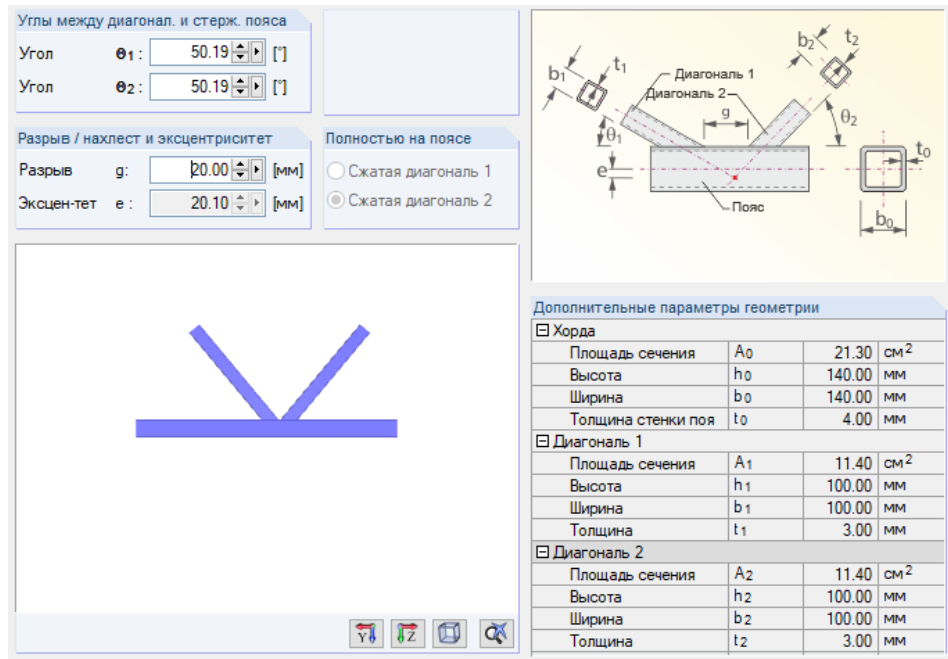 Углы между диагонал. и стерж. пояса
Угол θ1 : 50.19 [°]
Угол θ2 : 50.19 [°]
Разрыв / нахлест и эксцентриситет
Разрыв g: 20.00 [мм]
Эксцен-тет e : 20.10 [мм]
Полностью на поясе
Сжатая диагональ 1
Сжатая диагональ 2
b1 t1 b2 t2
Диагональ 1
Диагональ 2
g
θ1 θ2
e
t0
Пояс
b0
Y Z
Дополнительные параметры геометрии
Хорда
Площадь сечения A0 21.30 см2
Высота h0 140.00 мм
Ширина b0 140.00 мм
Толщина стенки поя t0 4.00 мм
Диагональ 1
Площадь сечения A1 11.40 см2
Высота h1 100.00 мм
Ширина b1 100.00 мм
Толщина t1 3.00 мм
Диагональ 2
Площадь сечения A2 11.40 см2
Высота h2 100.00 мм
Ширина b2 100.00 мм
Толщина t2 3.00 мм